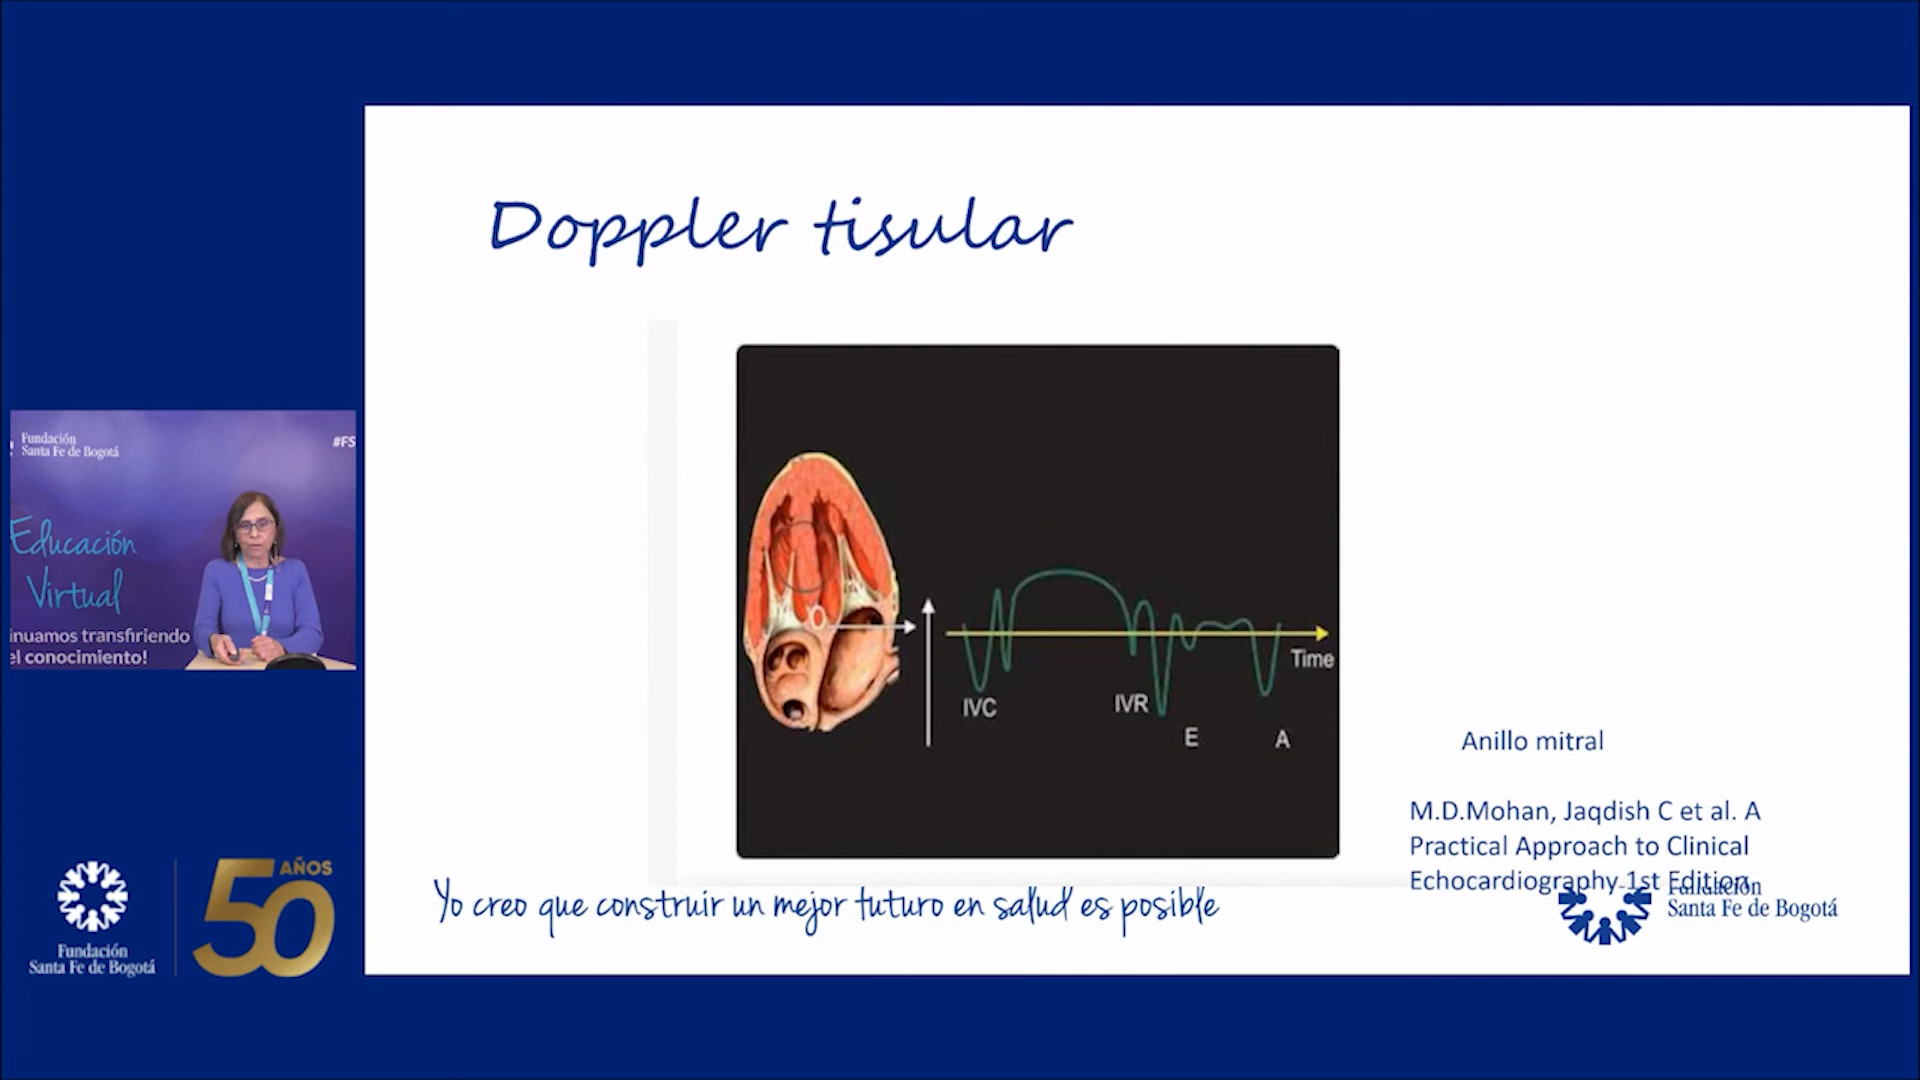 Doppler tisular
Fundación
Santa Fe de Bogotá
#FS
Educación
Virtual
inuamos transfiriendo
el conocimiento!
IVC
IVR
E
A
Time
Anillo mitral
M.D.Mohan, Jaqdish C et al. A
Practical Approach to Clinical
Echocardiography-1st Edition
Yo creo que construir un mejor futuro en salud es posible
Fundación
Santa Fe de Bogotá
Fundación
Santa Fe de Bogotá
50
AÑOS